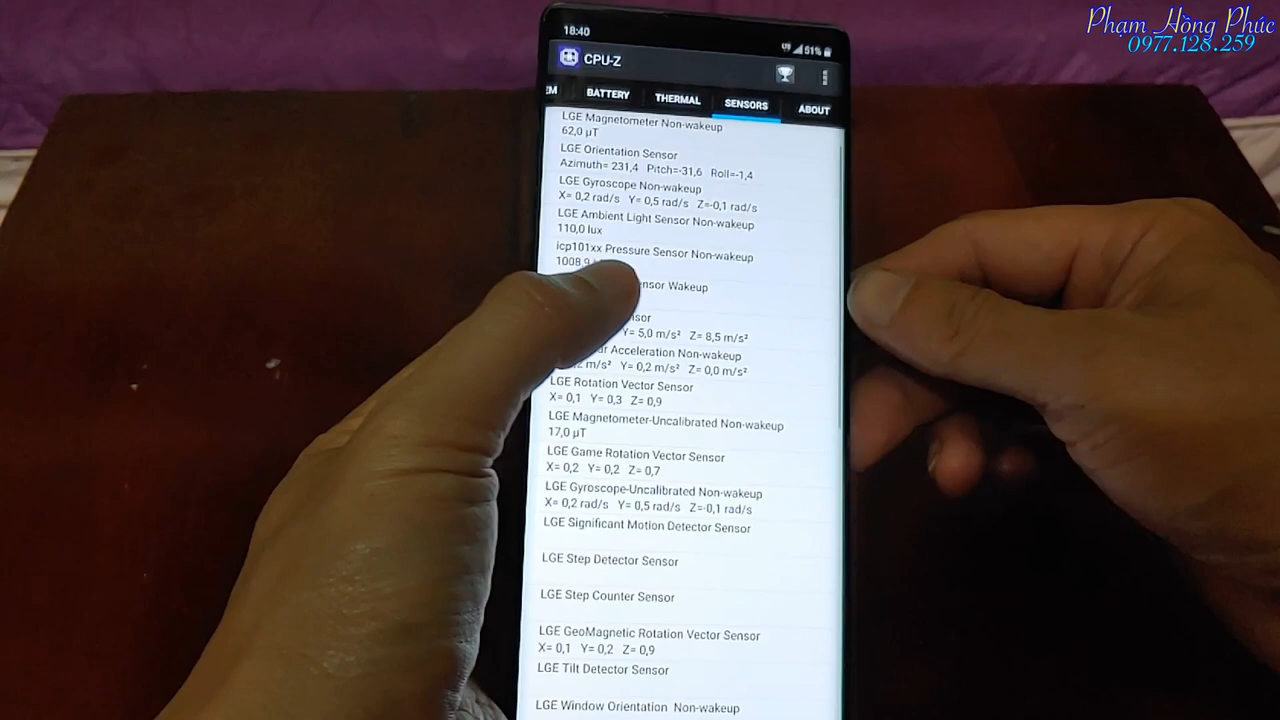 Phạm Hồng Phúc
0977.128.259
18:40
51%
CPU-Z
BATTERY THERMAL SENSORS ABOUT
LGE Magnetometer Non-wakeup
62,0 µT
LGE Orientation Sensor
Azimuth= 231,4 Pitch=-31,6 Roll=-1,4
LGE Gyroscope Non-wakeup
X= 0,2 rad/s Y= 0,5 rad/s Z=-0,1 rad/s
LGE Ambient Light Sensor Non-wakeup
110,0 lux
icp101xx Pressure Sensor Non-wakeup
1008,9
Wakeup
Y= 5,0 m/s² Z= 8,5 m/s²
Acceleration Non-wakeup
m/s² Y= 0,2 m/s² Z= 0,0 m/s²
LGE Rotation Vector Sensor
X= 0,1 Y= 0,3 Z= 0,9
LGE Magnetometer-Uncalibrated Non-wakeup
17,0 µT
LGE Game Rotation Vector Sensor
X= 0,2 Y= 0,2 Z= 0,7
LGE Gyroscope-Uncalibrated Non-wakeup
X= 0,2 rad/s Y= 0,5 rad/s Z=-0,1 rad/s
LGE Significant Motion Detector Sensor
LGE Step Detector Sensor
LGE Step Counter Sensor
LGE GeoMagnetic Rotation Vector Sensor
X= 0,1 Y= 0,2 Z= 0,9
LGE Tilt Detector Sensor
LGE Window Orientation Non-wakeup